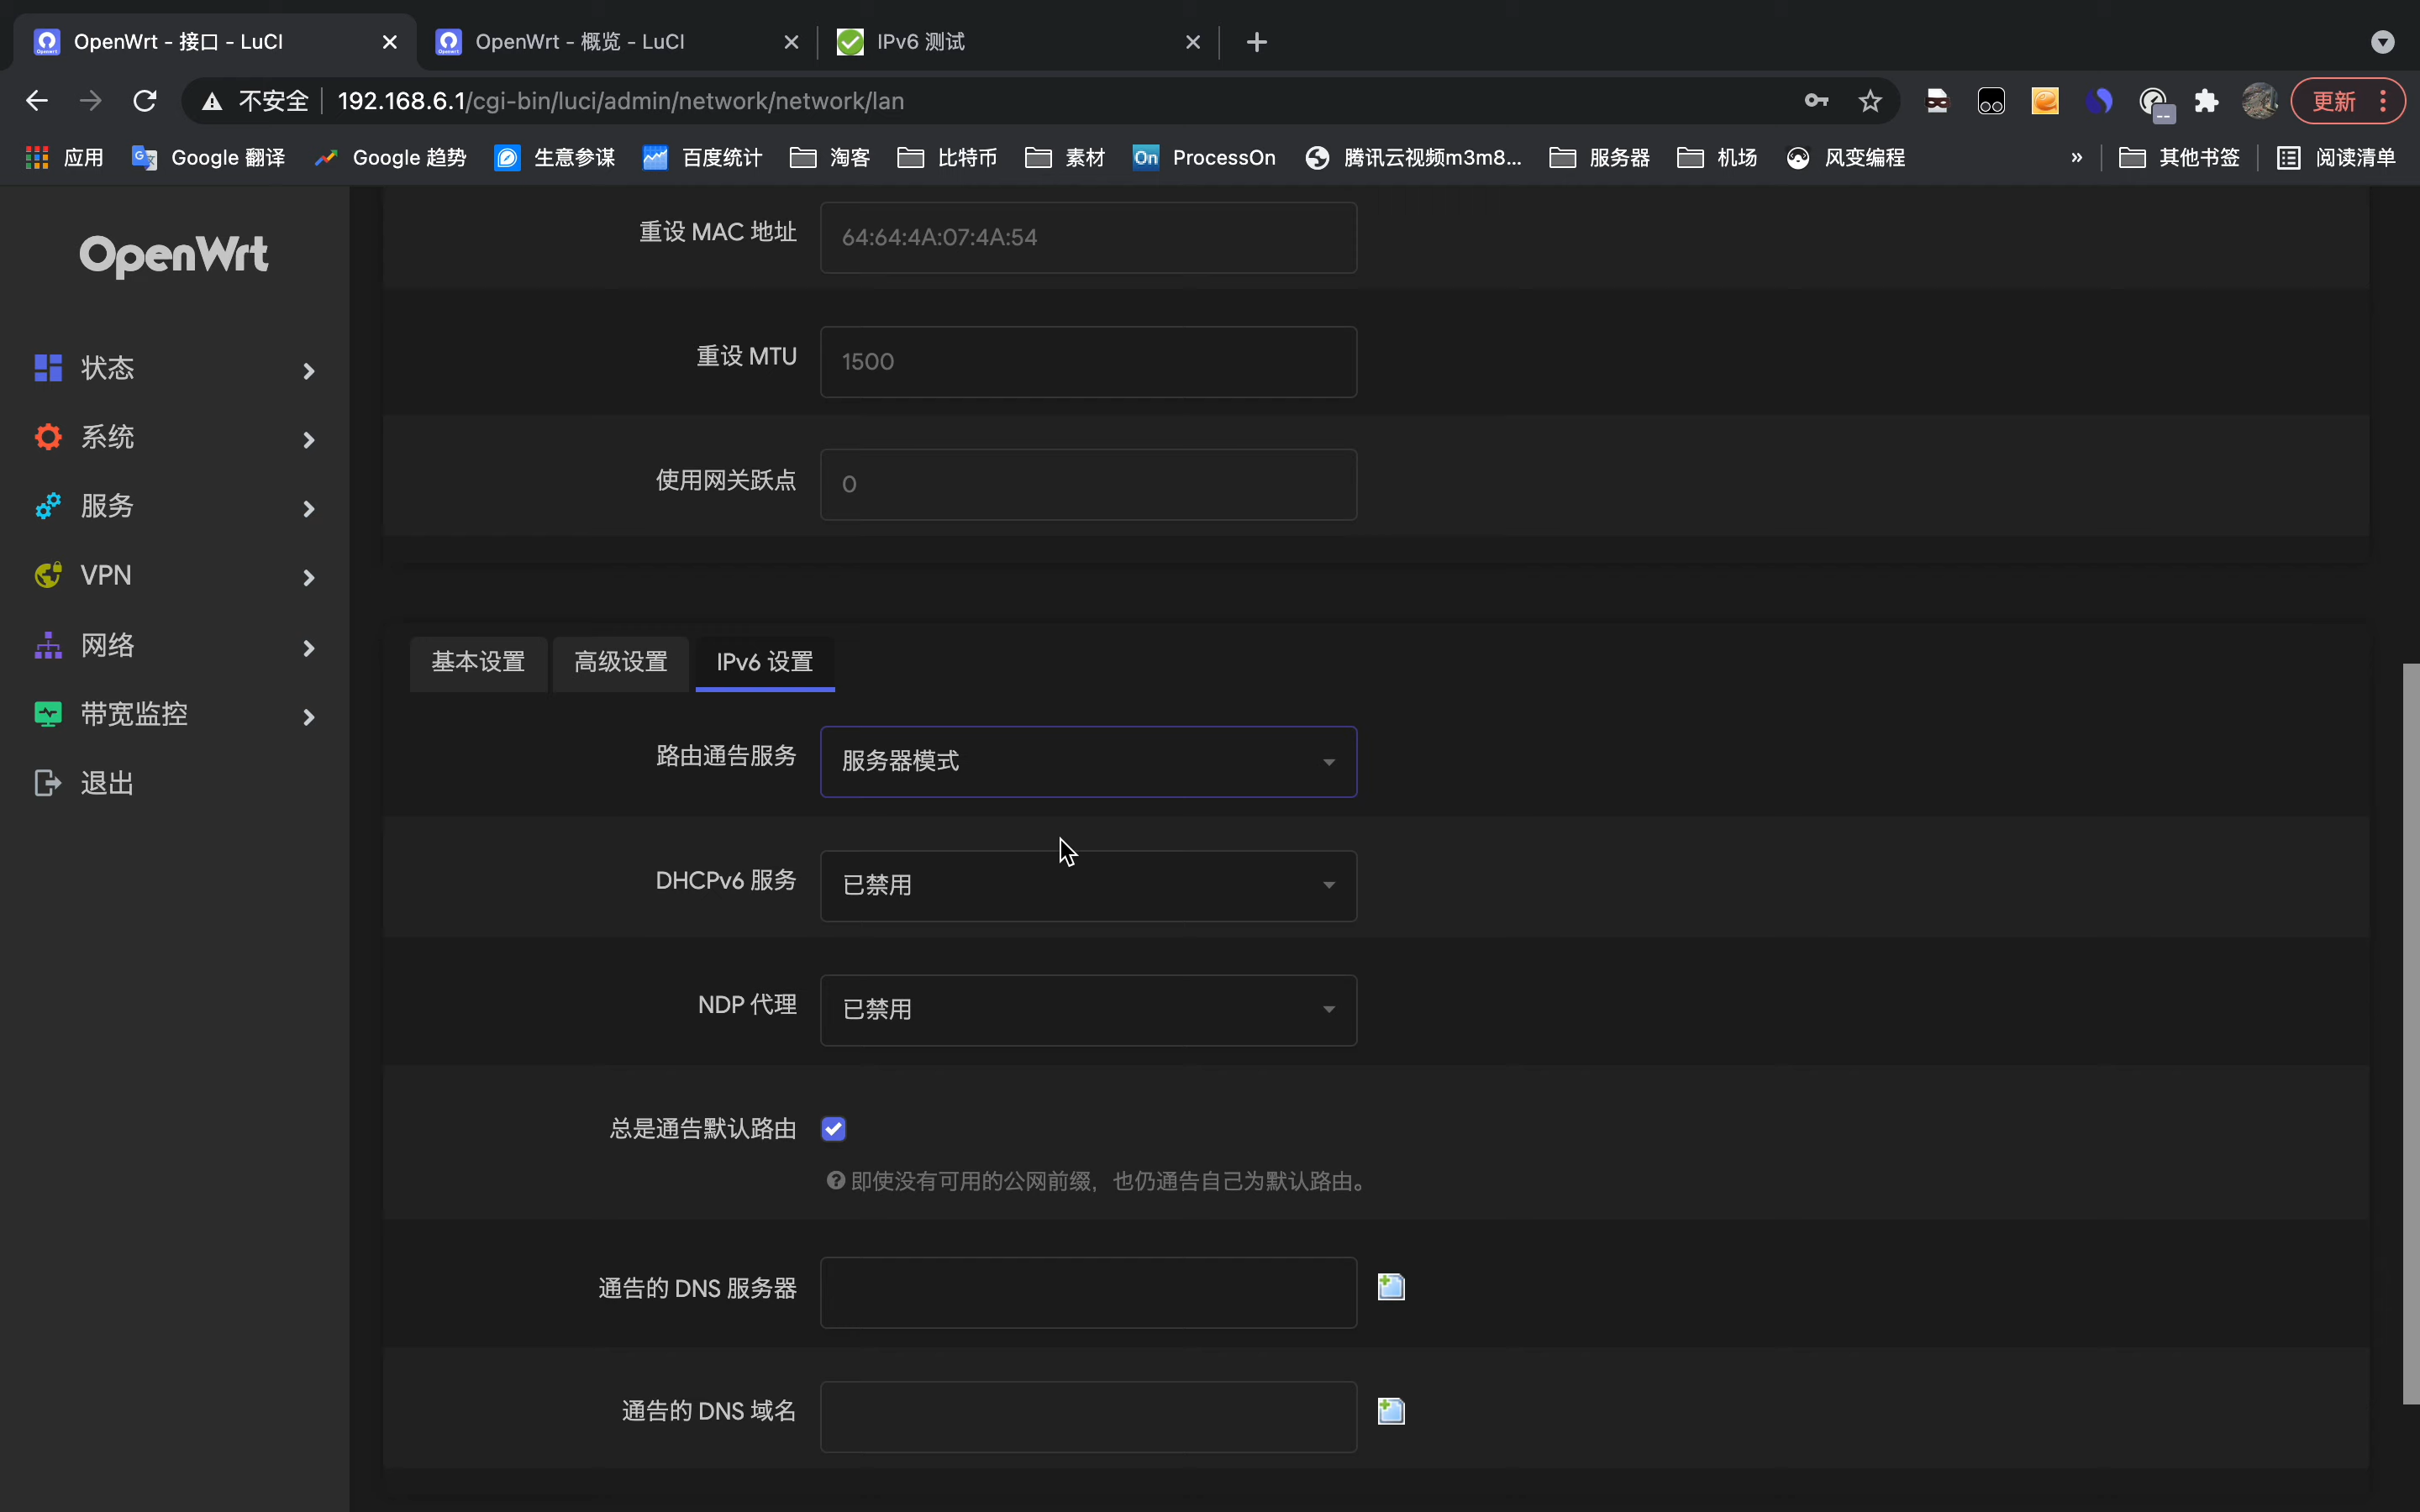 OpenWrt - 接口 - LuCI
OpenWrt - 概览 - LuCI
IPv6 测试
不安全
192.168.6.1/cgi-bin/luci/admin/network/network/lan
更新
应用
Google 翻译
Google 趋势
生意参谋
百度统计
淘客
比特币
素材
On ProcessOn
腾讯云视频m3m8...
服务器
机场
风变编程
»
其他书签
阅读清单
OpenWrt
状态
系统
服务
VPN
网络
带宽监控
退出
重设 MAC 地址
64:64:4A:07:4A:54
重设 MTU
1500
使用网关跃点
0
基本设置
高级设置
IPv6 设置
路由通告服务
服务器模式
DHCPv6 服务
已禁用
NDP 代理
已禁用
总是通告默认路由
即使没有可用的公网前缀，也仍通告自己为默认路由。
通告的 DNS 服务器
通告的 DNS 域名